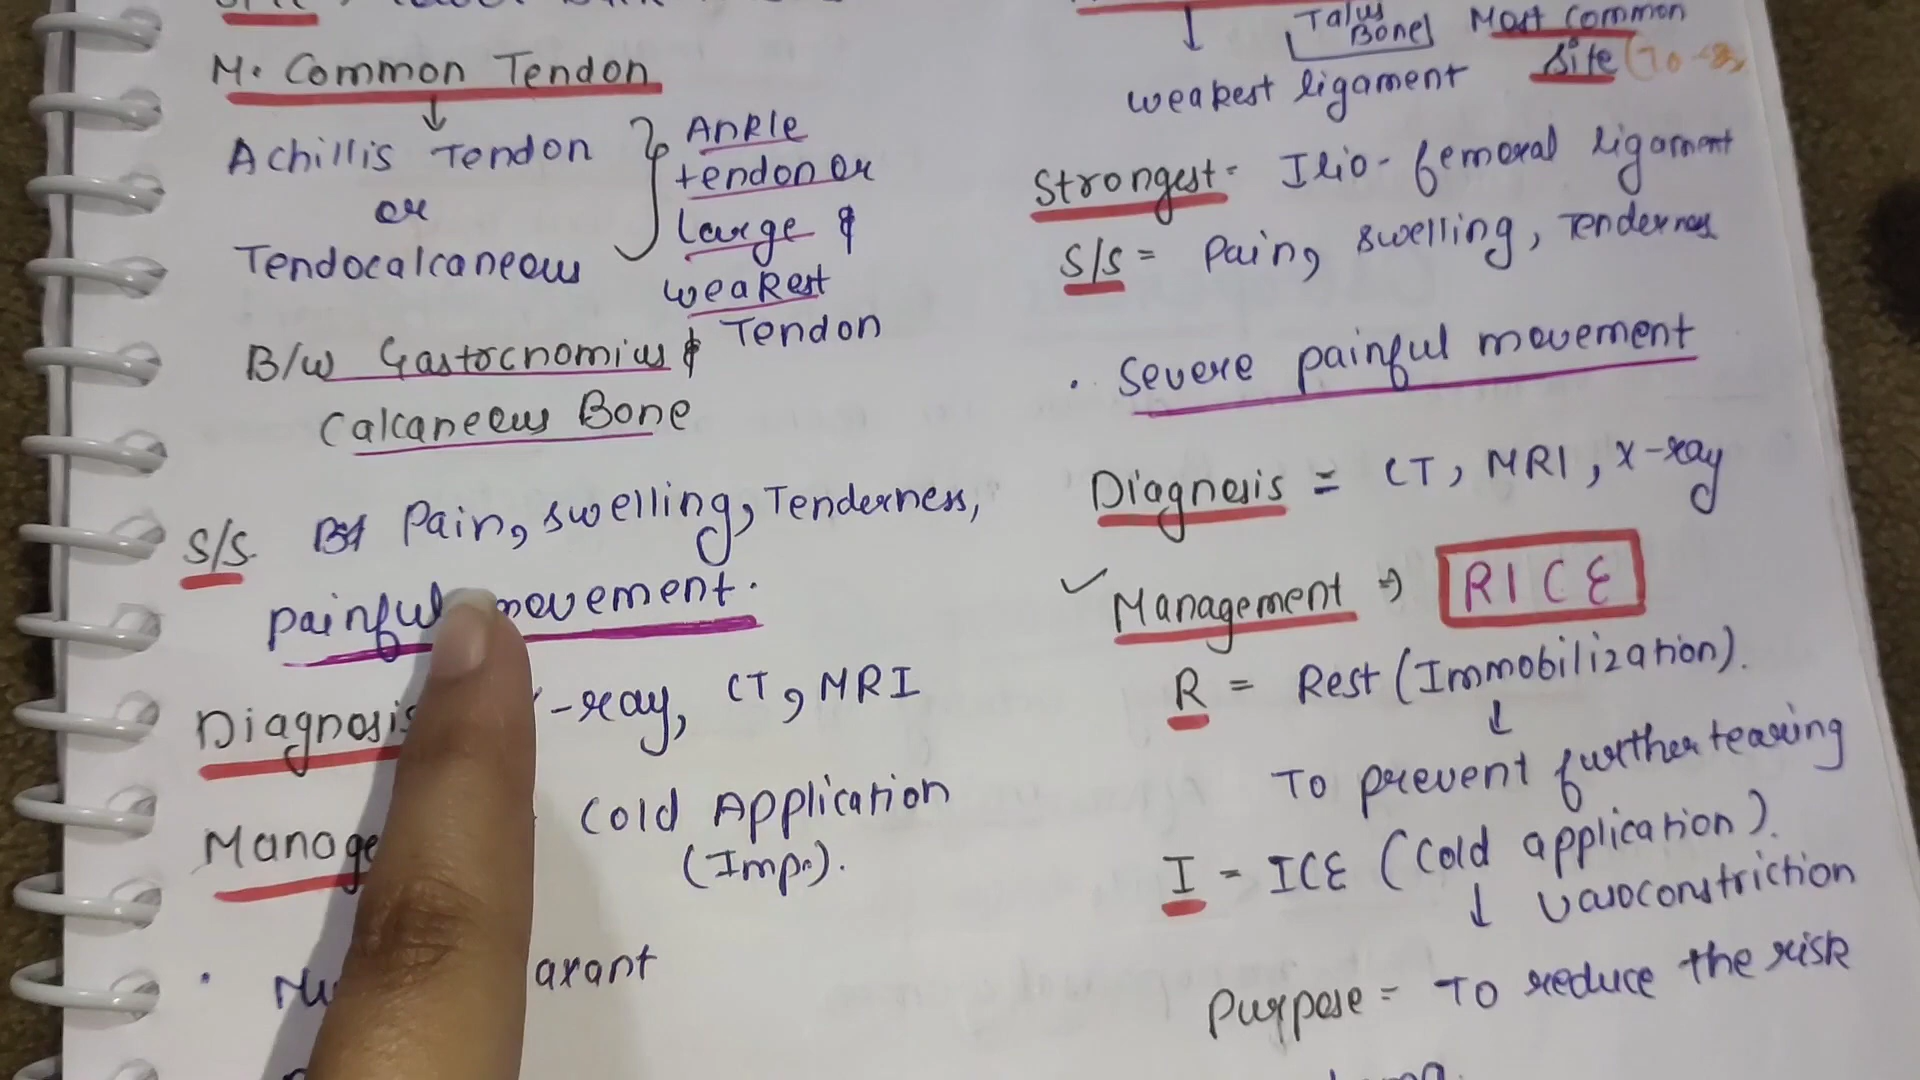 M. Common Tendon
Achillis Tendon
or
Tendocalcaneous
Ankle
tendon or
Large &
weakest
Tendon
B/w Gastocnomius &
Calcaneous Bone
S/S Pain, swelling, Tenderness,
Painful movement.
Diagnosis -ray, CT, MRI
Manage Cold Application
(Imp.).
axant
Talus
Bone
Most Common
site
weakest ligament
Strongest = Ilio-femoral ligament
S/S = Pain, swelling, Tenderness
• Severe painful movement
Diagnosis = CT, MRI, X-ray
✓ Management ⇒ RICE
R = Rest (Immobilization).
↓
To prevent further tearing
I - ICE (Cold application).
↓ Vasoconstriction
Purpose = To reduce the risk